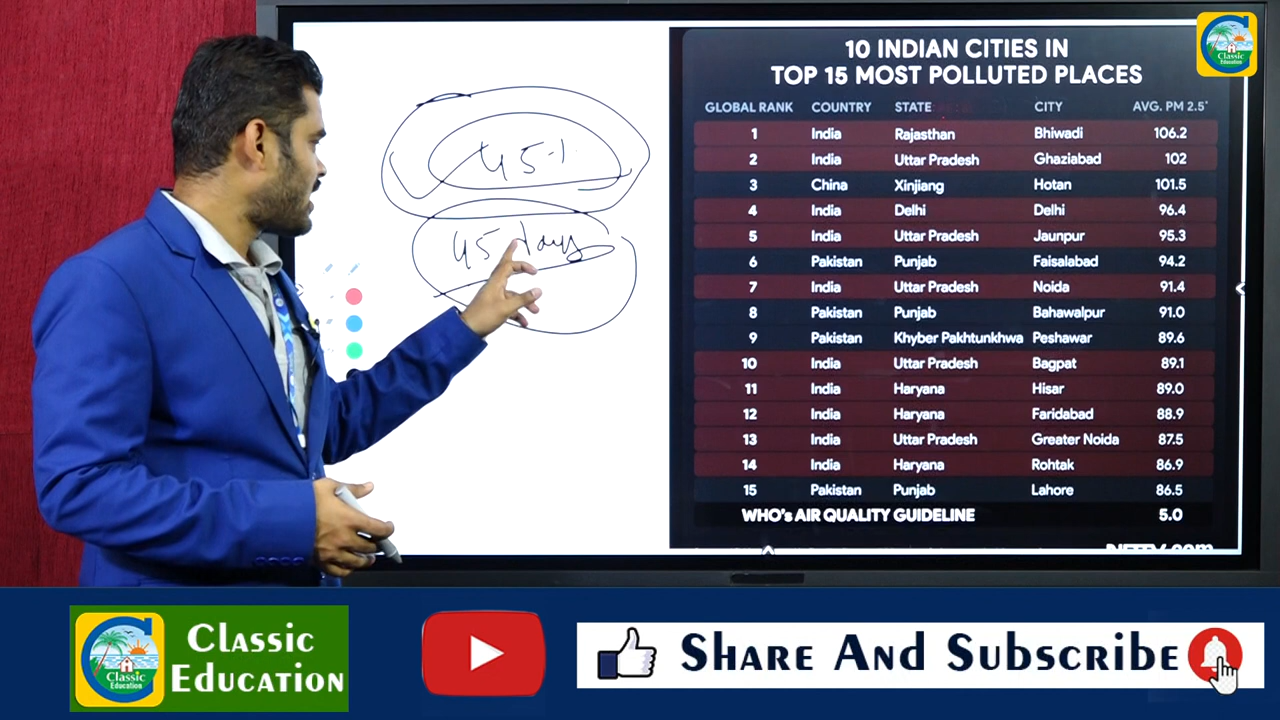 Classic
Education
45%
45 days
10 INDIAN CITIES IN
TOP 15 MOST POLLUTED PLACES
GLOBAL RANK COUNTRY STATE CITY AVG. PM 2.5*
1 India Rajasthan Bhiwadi 106.2
2 India Uttar Pradesh Ghaziabad 102
3 China Xinjiang Hotan 101.5
4 India Delhi Delhi 96.4
5 India Uttar Pradesh Jaunpur 95.3
6 Pakistan Punjab Faisalabad 94.2
7 India Uttar Pradesh Noida 91.4
8 Pakistan Punjab Bahawalpur 91.0
9 Pakistan Khyber Pakhtunkhwa Peshawar 89.6
10 India Uttar Pradesh Bagpat 89.1
11 India Haryana Hisar 89.0
12 India Haryana Faridabad 88.9
13 India Uttar Pradesh Greater Noida 87.5
14 India Haryana Rohtak 86.9
15 Pakistan Punjab Lahore 86.5
WHO's AIR QUALITY GUIDELINE 5.0
Classic
Education
Classic
Education
Share And Subscribe